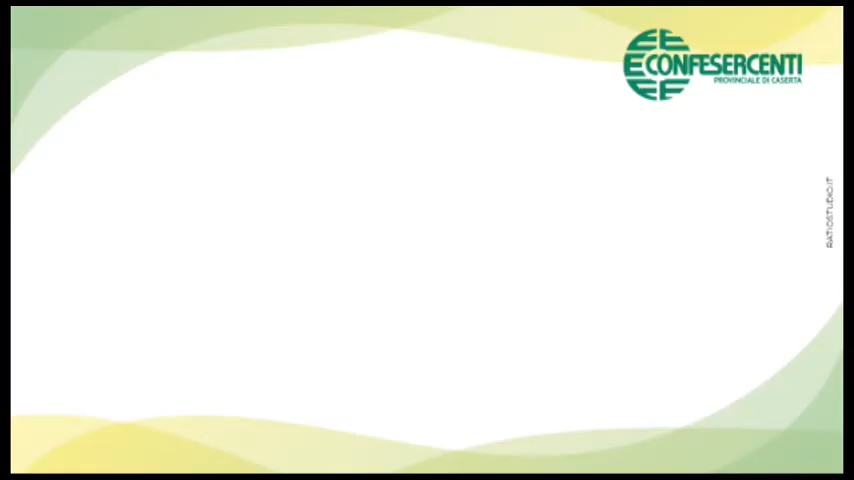 CONFESERCENTI
PROVINCIALE DI CASERTA
RATIOSTUDIO.IT